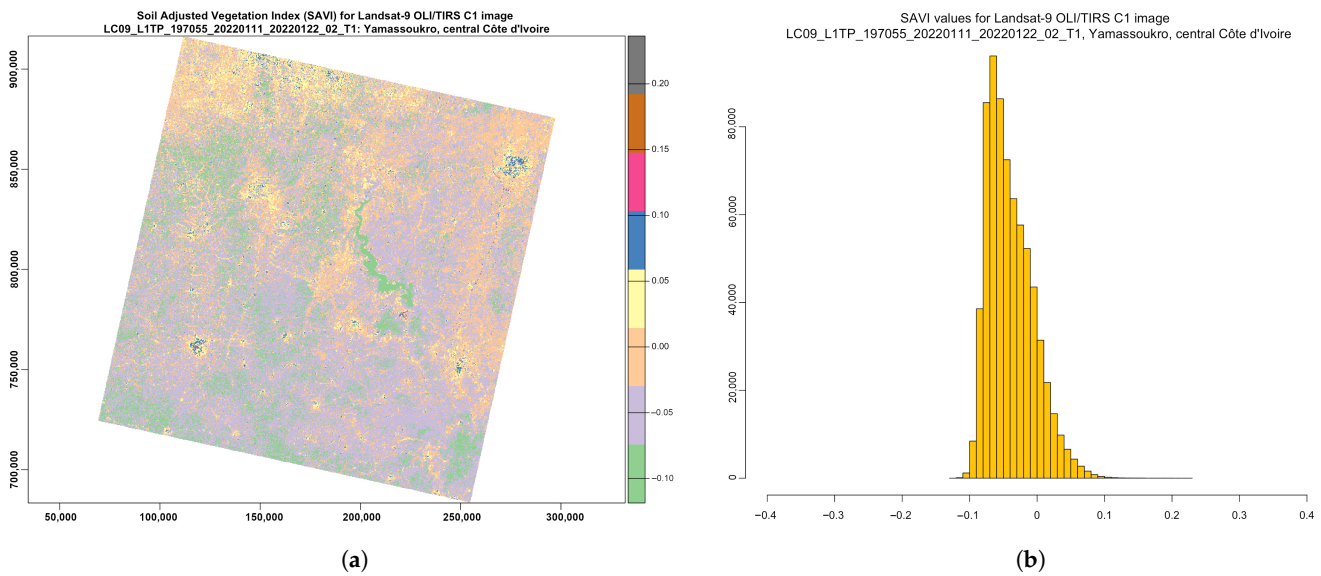 Soil Adjusted Vegetation Index (SAVI) for Landsat-9 OLI/TIRS C1 image
LC09_L1TP_197055_20220111_20220122_02_T1: Yamassoukro, central Côte d'Ivoire
900,000
850,000
800,000
750,000
700,000
50,000 100,000 150,000 200,000 250,000 300,000
0.20
0.15
0.10
0.05
0.00
−0.05
−0.10
(a)
SAVI values for Landsat-9 OLI/TIRS C1 image
LC09_L1TP_197055_20220111_20220122_02_T1, Yamassoukro, central Côte d'Ivoire
80,000
60,000
40,000
20,000
0
−0.4 −0.3 −0.2 −0.1 0 0.1 0.2 0.3 0.4
(b)